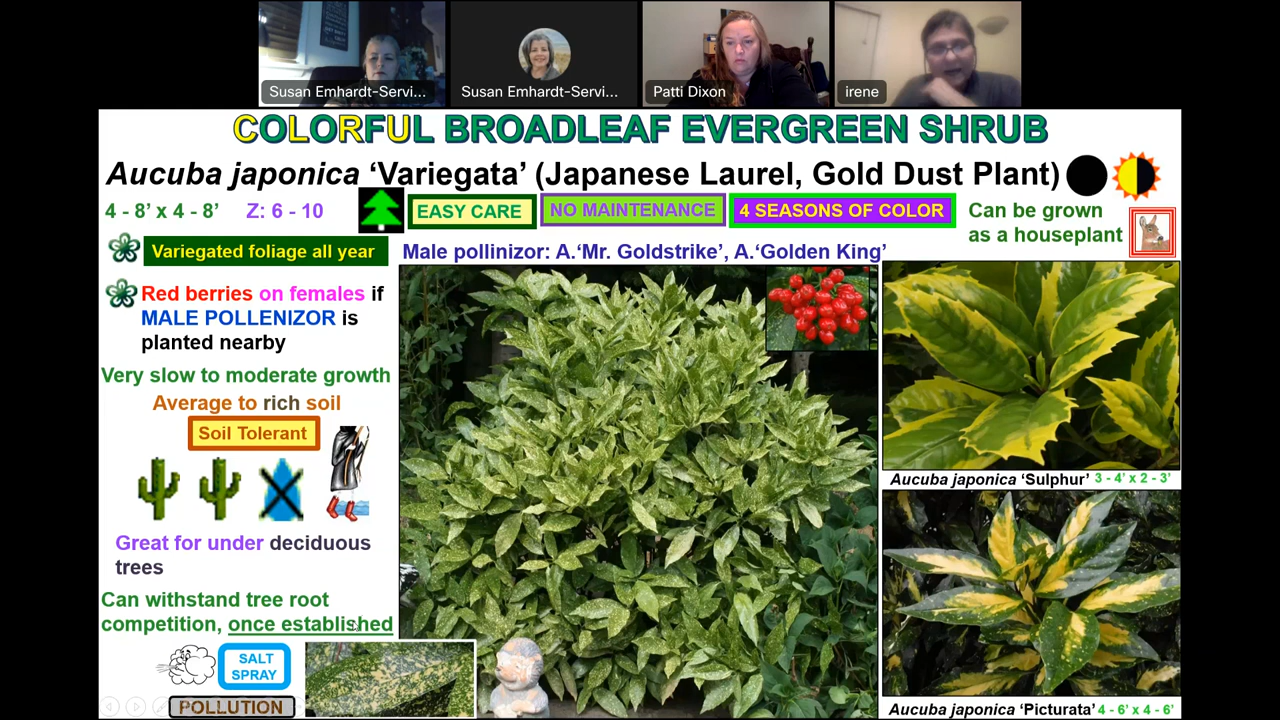 Susan Emhardt-Servi...
Susan Emhardt-Servi...
Patti Dixon
irene
COLORFUL BROADLEAF EVERGREEN SHRUB
Aucuba japonica ‘Variegata’ (Japanese Laurel, Gold Dust Plant)
4 - 8’ x 4 - 8’
Z: 6 - 10
EASY CARE
NO MAINTENANCE
4 SEASONS OF COLOR
Can be grown
as a houseplant
Variegated foliage all year
Male pollinizor: A.‘Mr. Goldstrike’, A.‘Golden King’
Red berries on females if
MALE POLLENIZOR is
planted nearby
Very slow to moderate growth
Average to rich soil
Soil Tolerant
Great for under deciduous
trees
Can withstand tree root
competition, once established
SALT
SPRAY
POLLUTION
Aucuba japonica ‘Sulphur’ 3 - 4’ x 2 - 3’
Aucuba japonica ‘Picturata’ 4 - 6’ x 4 - 6’